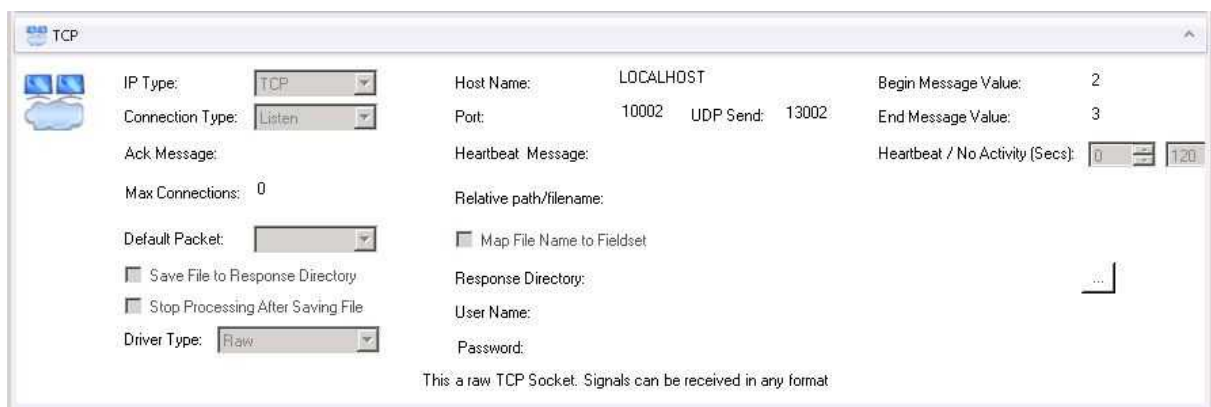 TCP
IP Type: TCP
Connection Type: Listen
Ack Message:
Max Connections: 0
Default Packet:
Save File to Response Directory
Stop Processing After Saving File
Driver Type: Raw
Host Name: LOCALHOST
Port: 10002 UDP Send: 13002
Heartbeat Message:
Relative path/filename:
Map File Name to Fieldset
Response Directory:
User Name:
Password:
Begin Message Value: 2
End Message Value: 3
Heartbeat / No Activity (Secs): 0 120
...
This a raw TCP Socket. Signals can be received in any format